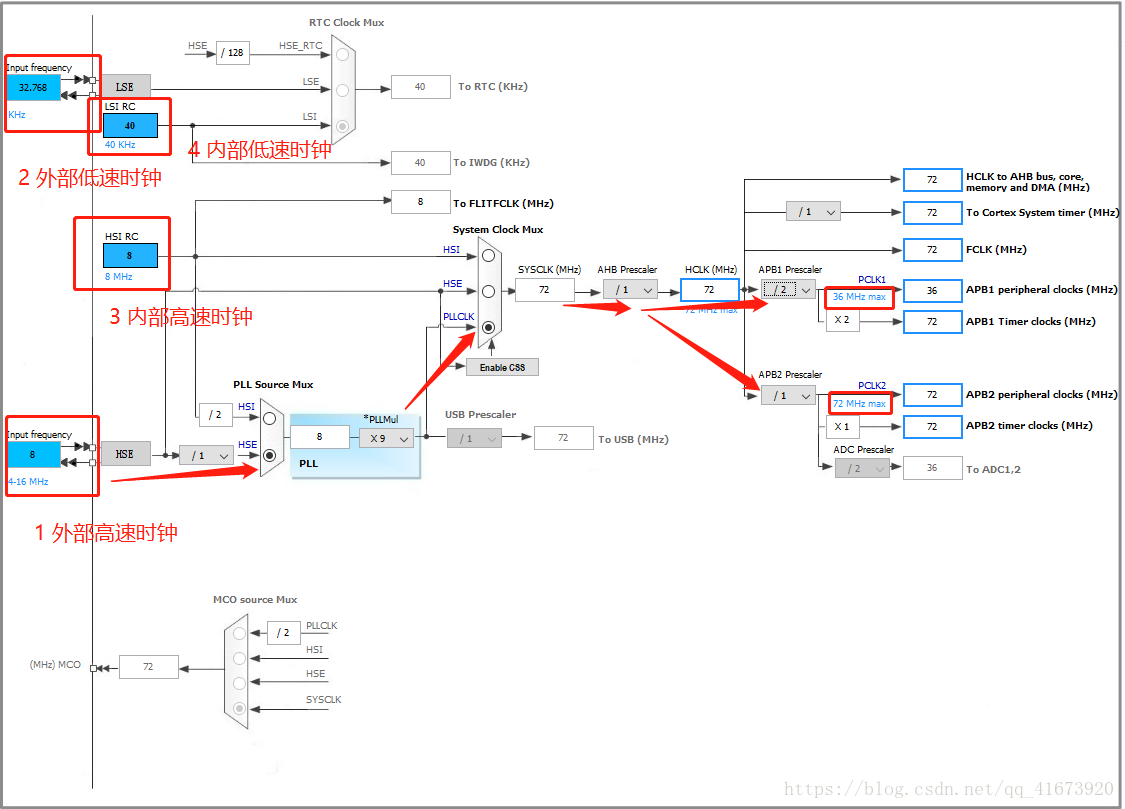 RTC Clock Mux
HSE
/ 128
HSE_RTC
Input frequency
32.768
KHz
LSE
LSE
40
To RTC (KHz)
LSI RC
40
40 KHz
LSI
4 内部低速时钟
40
To IWDG (KHz)
2 外部低速时钟
8
To FLITFCLK (MHz)
HSI RC
8
8 MHz
3 内部高速时钟
System Clock Mux
HSI
HSE
PLLCLK
Enable CSS
SYSCLK (MHz)
72
AHB Prescaler
/ 1
HCLK (MHz)
72
72 MHz max
72
HCLK to AHB bus, core,
memory and DMA (MHz)
/ 1
72
To Cortex System timer (MHz)
72
FCLK (MHz)
APB1 Prescaler
/ 2
PCLK1
36 MHz max
36
APB1 peripheral clocks (MHz)
X 2
72
APB1 Timer clocks (MHz)
APB2 Prescaler
/ 1
PCLK2
72 MHz max
72
APB2 peripheral clocks (MHz)
X 1
72
APB2 timer clocks (MHz)
ADC Prescaler
/ 2
36
To ADC1,2
PLL Source Mux
/ 2
HSI
HSE
Input frequency
8
4-16 MHz
HSE
/ 1
8
*PLLMul
X 9
PLL
USB Prescaler
/ 1
72
To USB (MHz)
1 外部高速时钟
MCO source Mux
/ 2
PLLCLK
HSI
HSE
SYSCLK
(MHz) MCO
72
https://blog.csdn.net/qq_41673920